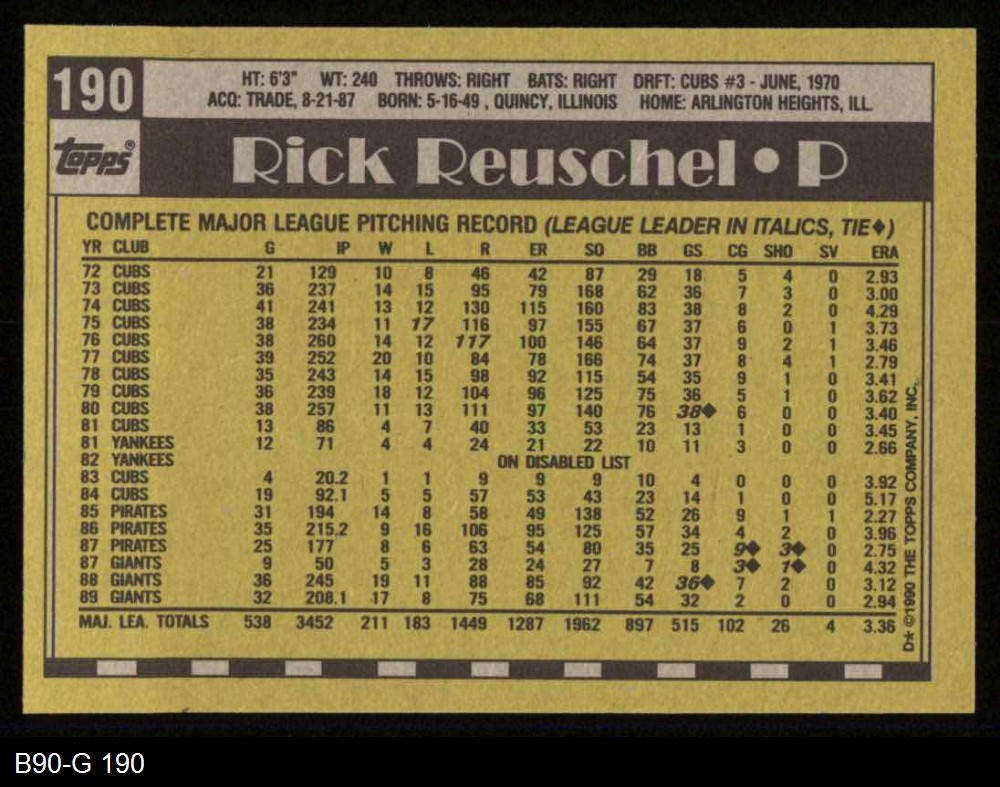 190
HT: 6'3" WT: 240 THROWS: RIGHT BATS: RIGHT DRFT: CUBS #3 - JUNE, 1970
ACQ: TRADE, 8-21-87 BORN: 5-16-49 , QUINCY, ILLINOIS HOME: ARLINGTON HEIGHTS, ILL.
topps®
Rick Reuschel • P
COMPLETE MAJOR LEAGUE PITCHING RECORD (LEAGUE LEADER IN ITALICS, TIE♦)
YR CLUB G IP W L R ER SO BB GS CG SHO SV ERA
72 CUBS 21 129 10 8 46 42 87 29 18 5 4 0 2.93
73 CUBS 36 237 14 15 95 79 168 62 36 7 3 0 3.00
74 CUBS 41 241 13 12 130 115 160 83 38 8 2 0 4.29
75 CUBS 38 234 11 17 116 97 155 67 37 6 0 1 3.73
76 CUBS 38 260 14 12 117 100 146 64 37 9 2 1 3.46
77 CUBS 39 252 20 10 84 78 166 74 37 8 4 1 2.79
78 CUBS 35 243 14 15 98 92 115 54 35 9 1 0 3.41
79 CUBS 36 239 18 12 104 96 125 75 36 5 1 0 3.62
80 CUBS 38 257 11 13 111 97 140 76 38♦ 6 0 0 3.40
81 CUBS 13 86 4 7 40 33 53 23 13 1 0 0 3.45
81 YANKEES 12 71 4 4 24 21 22 10 11 3 0 0 2.66
82 YANKEES ON DISABLED LIST
83 CUBS 4 20.2 1 1 9 9 9 10 4 0 0 0 3.92
84 CUBS 19 92.1 5 5 57 53 43 23 14 1 0 0 5.17
85 PIRATES 31 194 14 8 58 49 138 52 26 9 1 1 2.27
86 PIRATES 35 215.2 9 16 106 95 125 57 34 4 2 0 3.96
87 PIRATES 25 177 8 6 63 54 80 35 25 9♦ 3♦ 0 2.75
87 GIANTS 9 50 5 3 28 24 27 7 8 3♦ 1♦ 0 4.32
88 GIANTS 36 245 19 11 88 85 92 42 36♦ 7 2 0 3.12
89 GIANTS 32 208.1 17 8 75 68 111 54 32 2 0 0 2.94
MAJ. LEA. TOTALS 538 3452 211 183 1449 1287 1962 897 515 102 26 4 3.36
D* ©1990 THE TOPPS COMPANY, INC.
B90-G 190